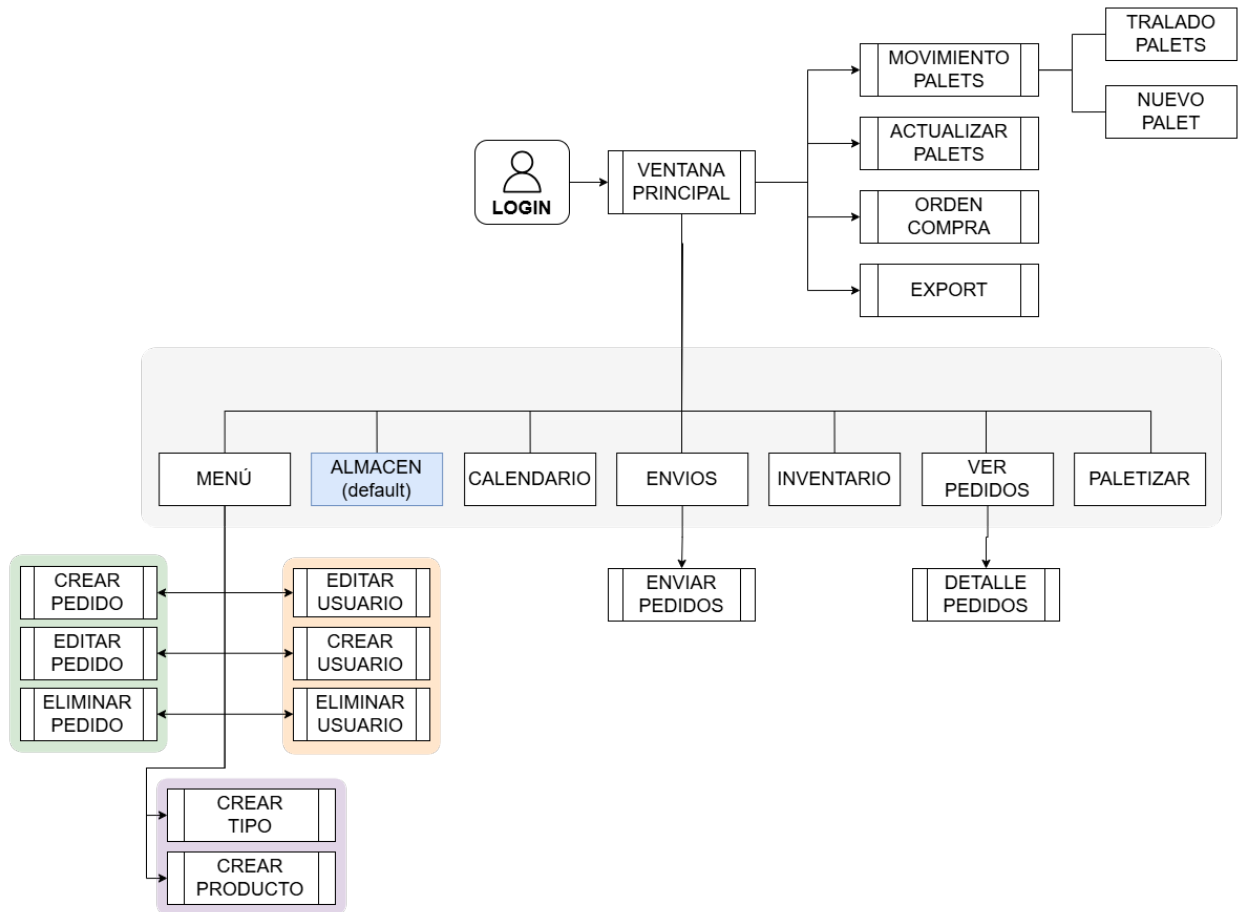 TRALADO
PALETS
MOVIMIENTO
PALETS
NUEVO
PALET
ACTUALIZAR
PALETS
VENTANA
PRINCIPAL
LOGIN
ORDEN
COMPRA
EXPORT
MENÚ
ALMACEN
(default)
CALENDARIO
ENVIOS
INVENTARIO
VER
PEDIDOS
PALETIZAR
CREAR
PEDIDO
EDITAR
USUARIO
ENVIAR
PEDIDOS
DETALLE
PEDIDOS
EDITAR
PEDIDO
CREAR
USUARIO
ELIMINAR
PEDIDO
ELIMINAR
USUARIO
CREAR
TIPO
CREAR
PRODUCTO